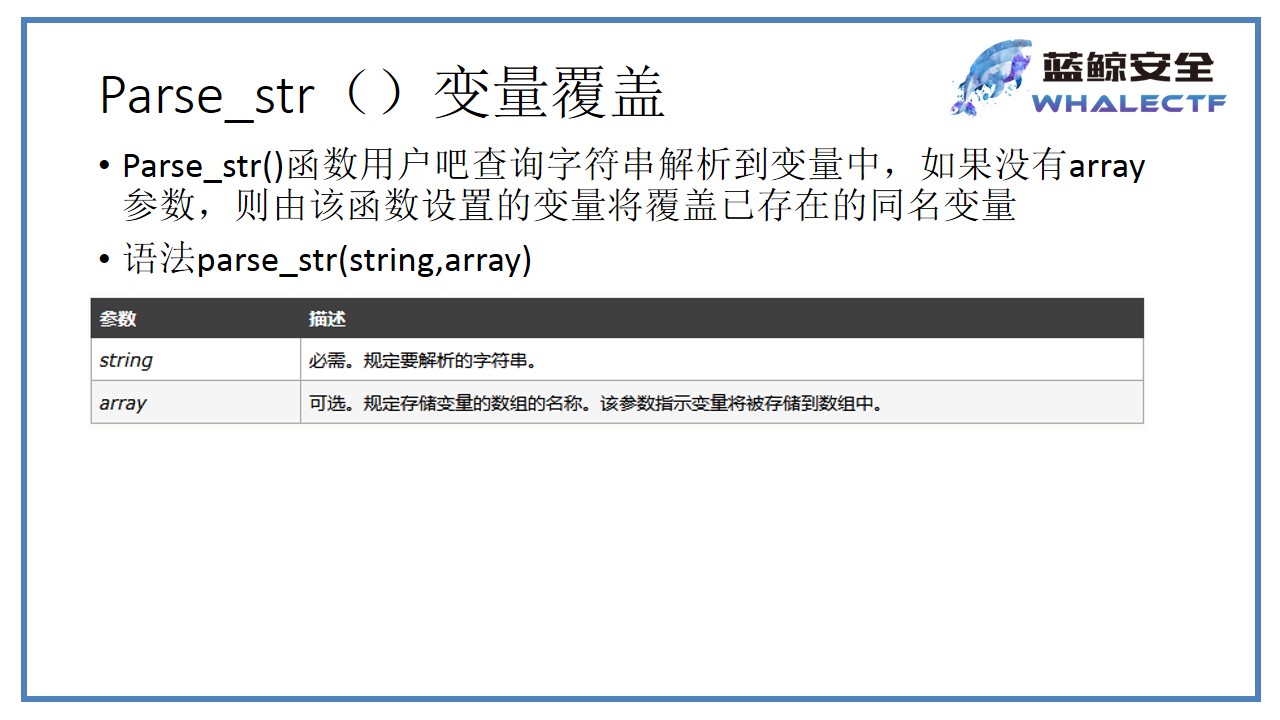 Parse_str（）变量覆盖
蓝鲸安全
WHALECTF
• Parse_str()函数用户吧查询字符串解析到变量中，如果没有array
参数，则由该函数设置的变量将覆盖已存在的同名变量
• 语法parse_str(string,array)
参数 描述
string 必需。规定要解析的字符串。
array 可选。规定存储变量的数组的名称。该参数指示变量将被存储到数组中。